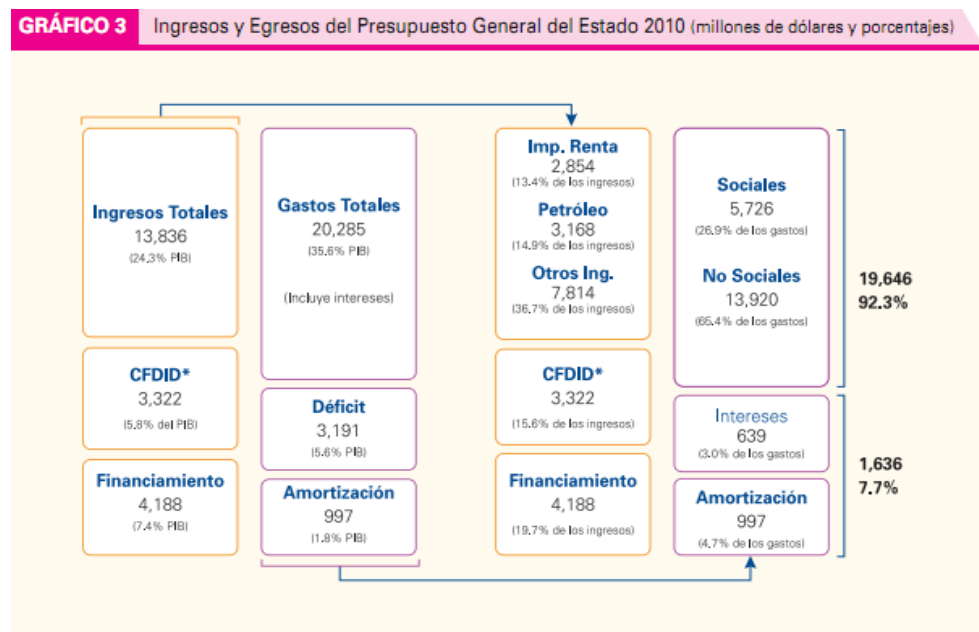 GRÁFICO 3 Ingresos y Egresos del Presupuesto General del Estado 2010 (millones de dólares y porcentajes)
Ingresos Totales
13,836
(24.3% PIB)
CFDID*
3,322
(5.8% del PIB)
Financiamiento
4,188
(7.4% PIB)
Gastos Totales
20,285
(35.6% PIB)
(Incluye intereses)
Déficit
3,191
(5.6% PIB)
Amortización
997
(1.8% PIB)
Imp. Renta
2,854
(13.4% de los ingresos)
Petróleo
3,168
(14.9% de los ingresos)
Otros Ing.
7,814
(36.7% de los ingresos)
CFDID*
3,322
(15.6% de los ingresos)
Financiamiento
4,188
(19.7% de los ingresos)
Sociales
5,726
(26.9% de los gastos)
No Sociales
13,920
(65.4% de los gastos)
Intereses
639
(3.0% de los gastos)
Amortización
997
(4.7% de los gastos)
19,646
92.3%
1,636
7.7%